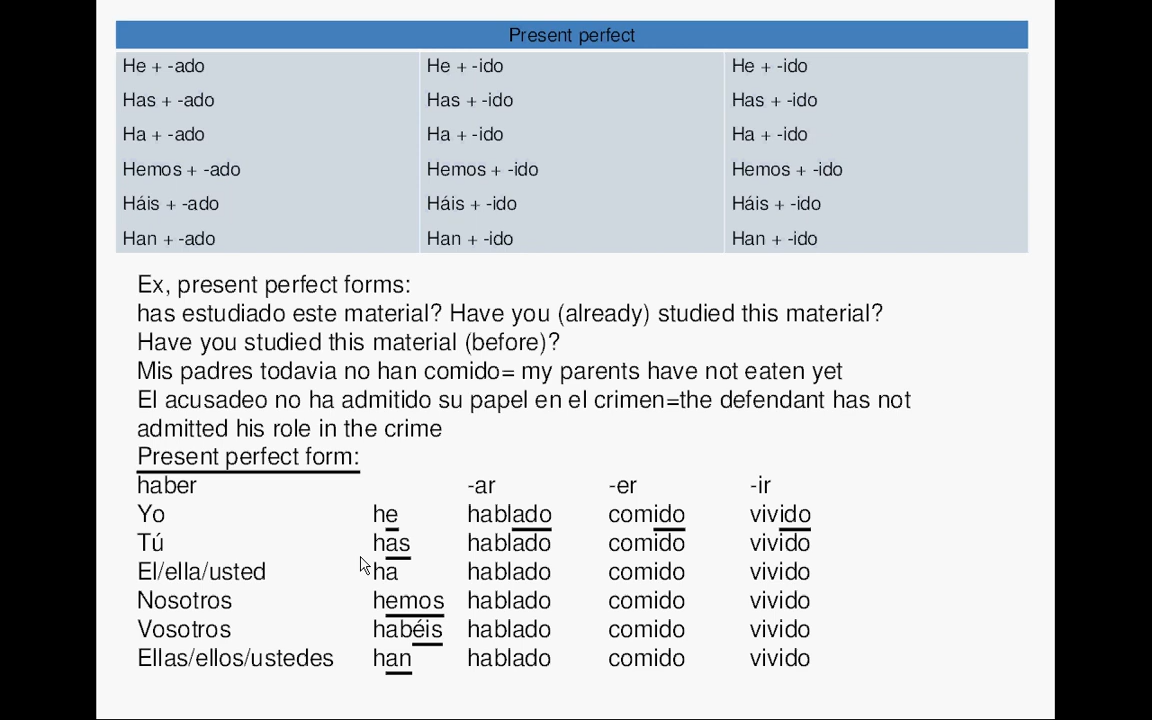 Present perfect
He + -ado He + -ido He + -ido
Has + -ado Has + -ido Has + -ido
Ha + -ado Ha + -ido Ha + -ido
Hemos + -ado Hemos + -ido Hemos + -ido
Háis + -ado Háis + -ido Háis + -ido
Han + -ado Han + -ido Han + -ido
Ex, present perfect forms:
has estudiado este material? Have you (already) studied this material?
Have you studied this material (before)?
Mis padres todavia no han comido= my parents have not eaten yet
El acusadeo no ha admitido su papel en el crimen=the defendant has not
admitted his role in the crime
Present perfect form:
haber -ar -er -ir
Yo he hablado comido vivido
Tú has hablado comido vivido
El/ella/usted ha hablado comido vivido
Nosotros hemos hablado comido vivido
Vosotros habéis hablado comido vivido
Ellas/ellos/ustedes han hablado comido vivido